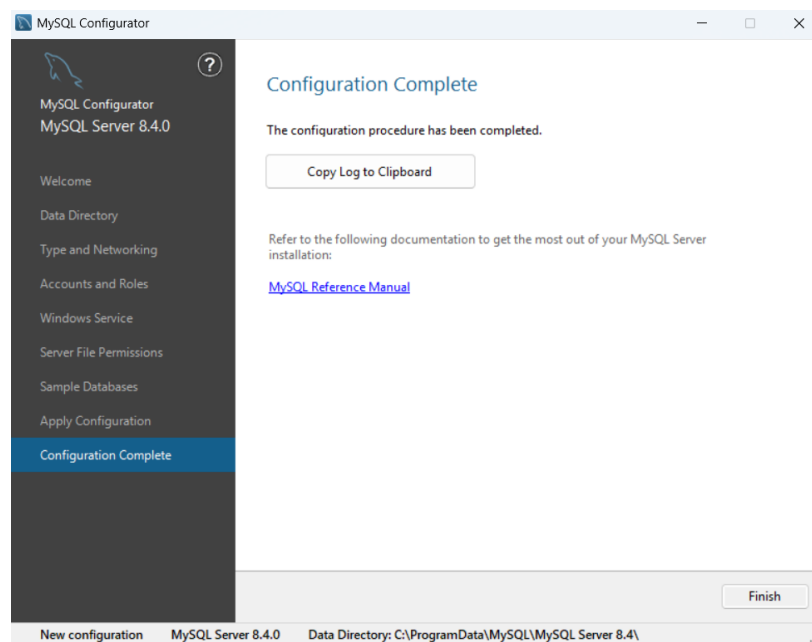 MySQL Configurator
?
MySQL Configurator
MySQL Server 8.4.0
Welcome
Data Directory
Type and Networking
Accounts and Roles
Windows Service
Server File Permissions
Sample Databases
Apply Configuration
Configuration Complete
Configuration Complete
The configuration procedure has been completed.
Copy Log to Clipboard
Refer to the following documentation to get the most out of your MySQL Server
installation:
MySQL Reference Manual
Finish
New configuration MySQL Server 8.4.0 Data Directory: C:\ProgramData\MySQL\MySQL Server 8.4\